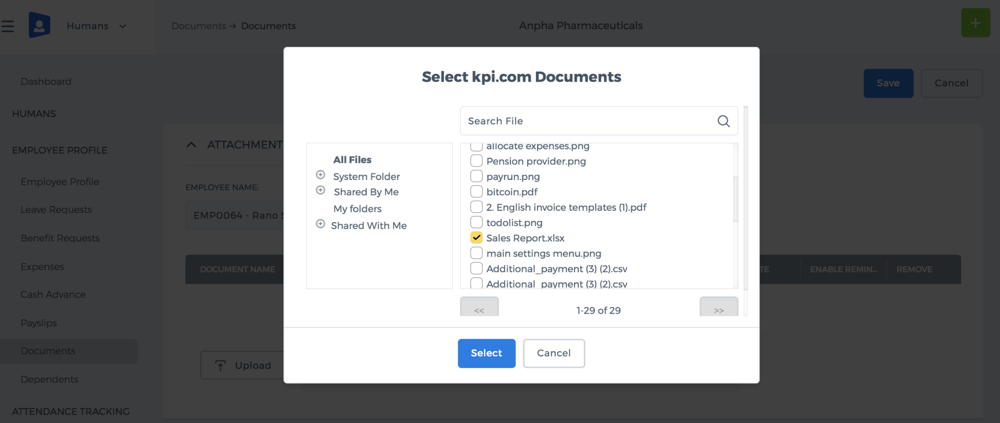 Humans
Documents → Documents
Anpha Pharmaceuticals
+
Dashboard
HUMANS
EMPLOYEE PROFILE
Employee Profile
Leave Requests
Benefit Requests
Expenses
Cash Advance
Payslips
Documents
Dependents
ATTENDANCE TRACKING
Save
Cancel
ATTACHMENT
EMPLOYEE NAME:
EMP0064 - Rano
DOCUMENT NAME
ENABLE REMIN...
REMOVE
Upload
Select kpi.com Documents
Search File
All Files
System Folder
Shared By Me
My folders
Shared With Me
allocate expenses.png
Pension provider.png
payrun.png
bitcoin.pdf
2. English invoice templates (1).pdf
todolist.png
Sales Report.xlsx
main settings menu.png
Additional_payment (3) (2).csv
Additional_payment (3) (2).csv
<<
1-29 of 29
>>
Select
Cancel